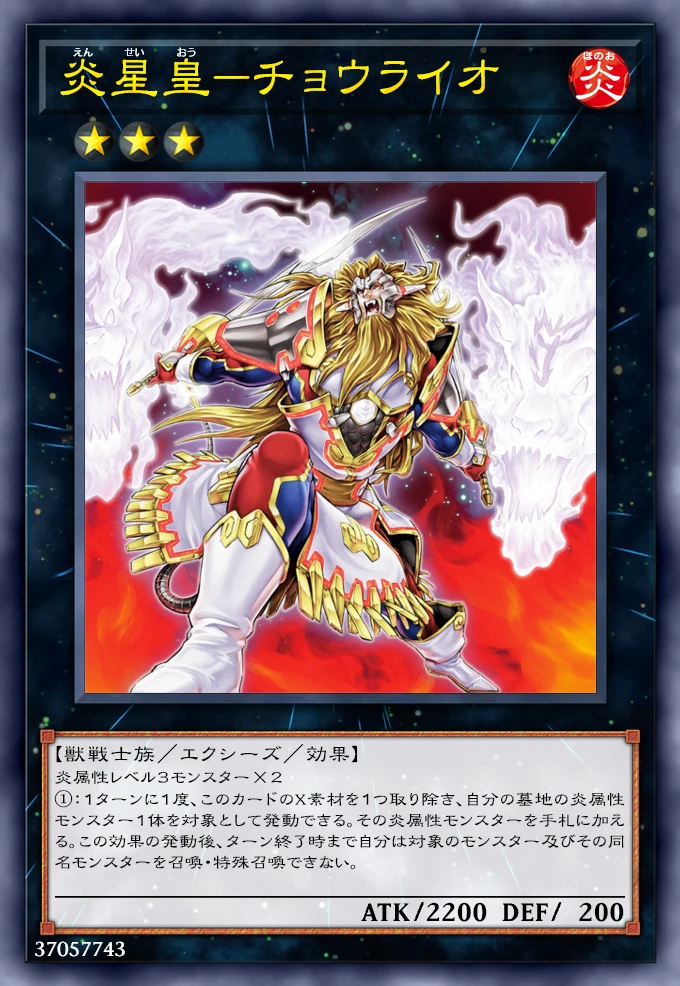 えん せい おう
炎星皇－チョウライオ
ほのお
炎
【獣戦士族／エクシーズ／効果】
炎属性レベル３モンスター×２
①：１ターンに１度、このカードのX素材を１つ取り除き、自分の墓地の炎属性
モンスター１体を対象として発動できる。その炎属性モンスターを手札に加え
る。この効果の発動後、ターン終了時まで自分は対象のモンスター及びその同
名モンスターを召喚・特殊召喚できない。
ATK/2200 DEF/ 200
37057743